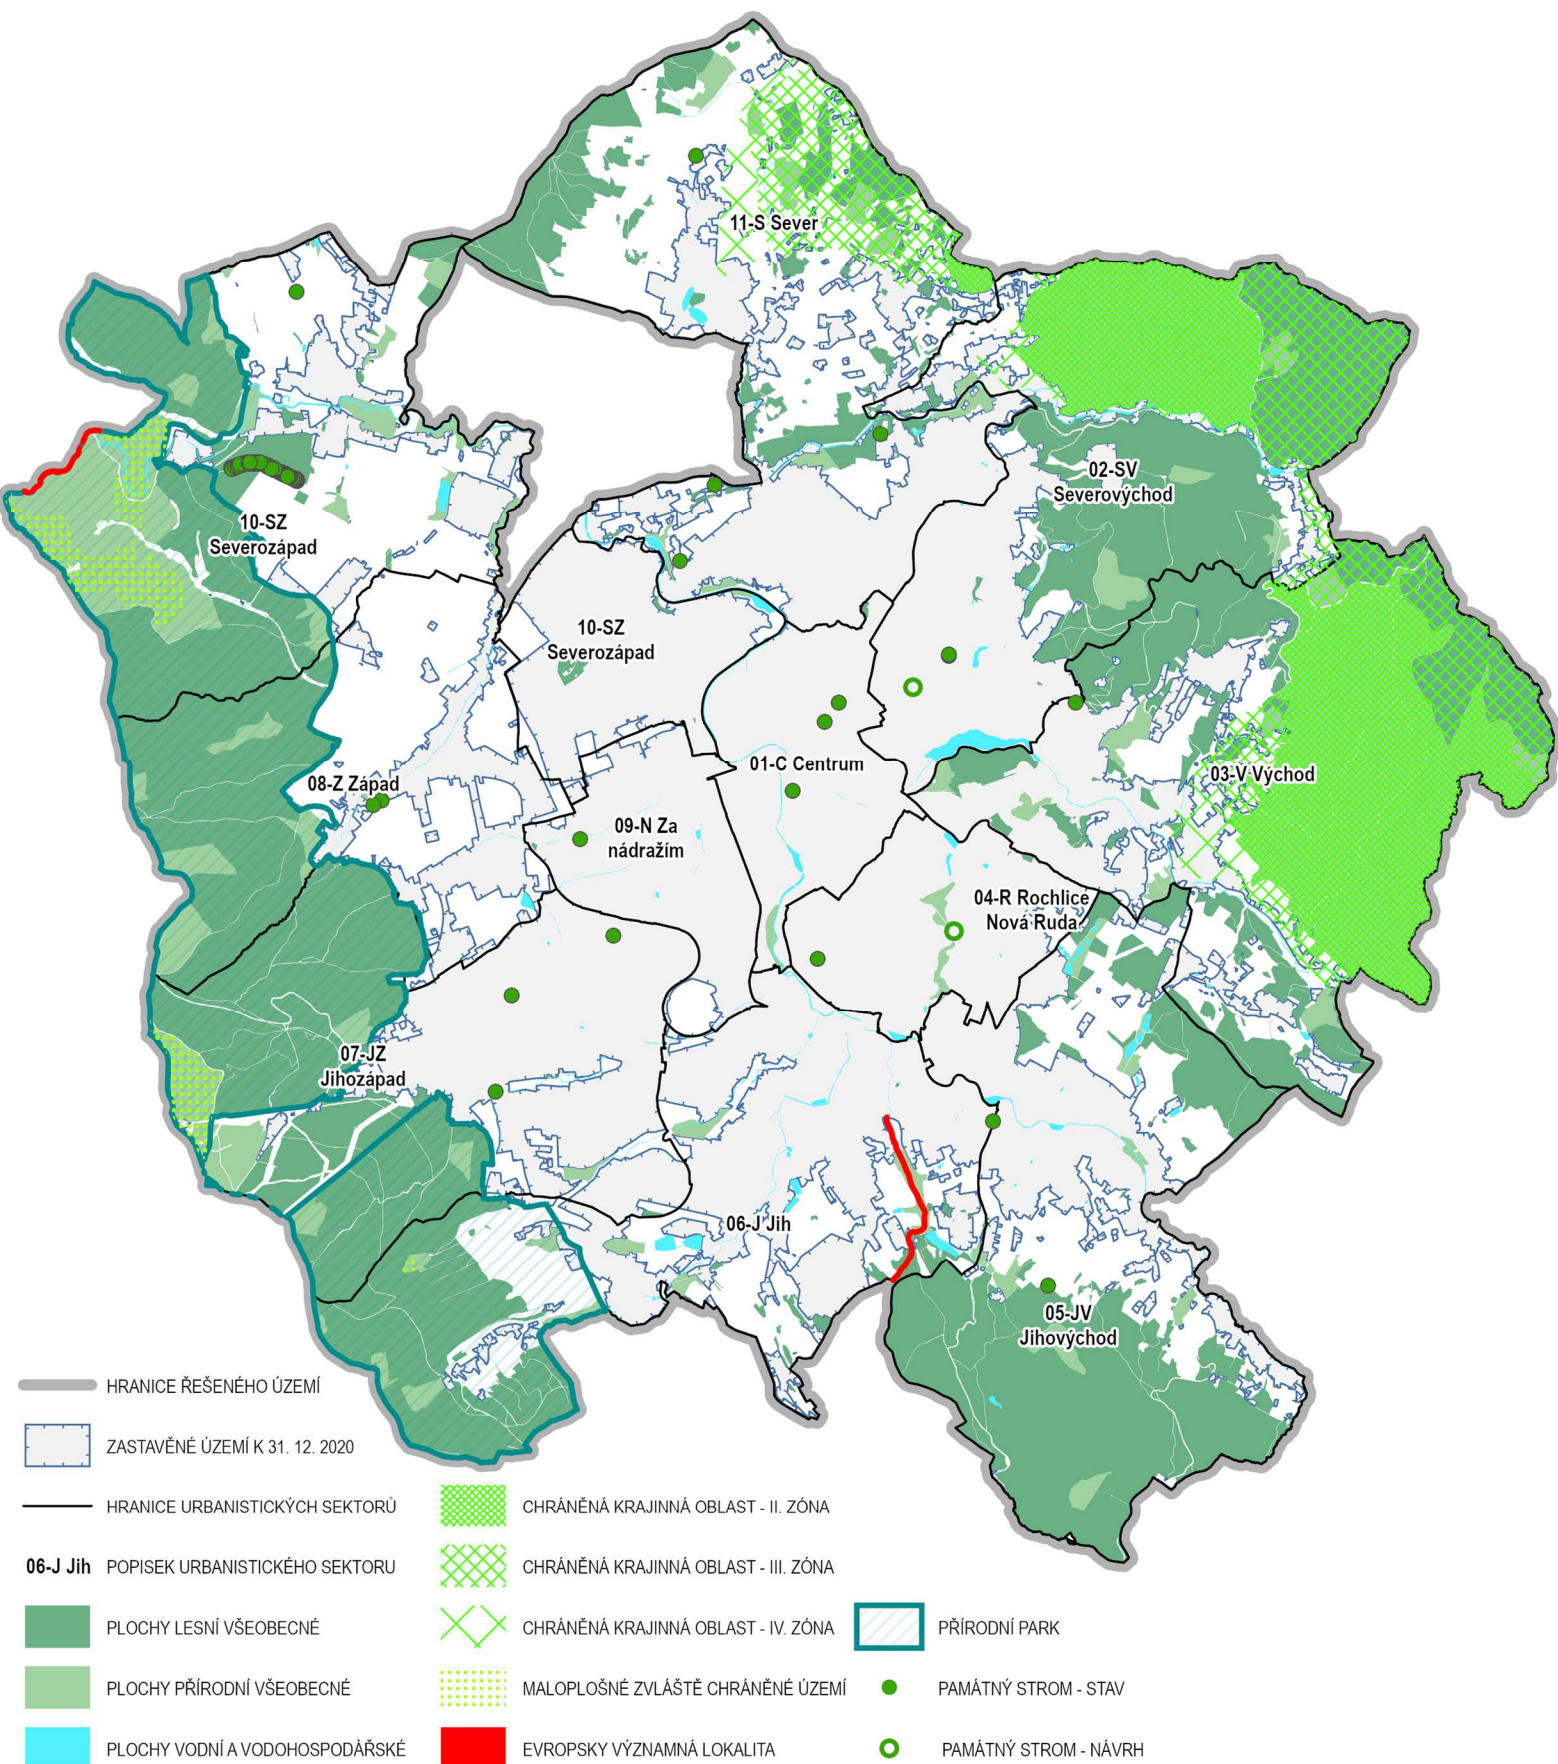 11-S Sever
02-SV
Severovýchod
10-SZ
Severozápad
10-SZ
Severozápad
01-C Centrum
03-V Východ
08-Z Západ
09-N Za
nádražím
04-R Rochlice
Nová Ruda
07-JZ
Jihozápad
06-J Jih
05-JV
Jihovýchod
HRANICE ŘEŠENÉHO ÚZEMÍ
ZASTAVĚNÉ ÚZEMÍ K 31. 12. 2020
HRANICE URBANISTICKÝCH SEKTORŮ
06-J Jih POPISEK URBANISTICKÉHO SEKTORU
PLOCHY LESNÍ VŠEOBECNÉ
PLOCHY PŘÍRODNÍ VŠEOBECNÉ
PLOCHY VODNÍ A VODOHOSPODÁŘSKÉ
CHRÁNĚNÁ KRAJINNÁ OBLAST - II. ZÓNA
CHRÁNĚNÁ KRAJINNÁ OBLAST - III. ZÓNA
CHRÁNĚNÁ KRAJINNÁ OBLAST - IV. ZÓNA
MALOPLOŠNÉ ZVLÁŠTĚ CHRÁNĚNÉ ÚZEMÍ
EVROPSKY VÝZNAMNÁ LOKALITA
PŘÍRODNÍ PARK
PAMÁTNÝ STROM - STAV
PAMÁTNÝ STROM - NÁVRH